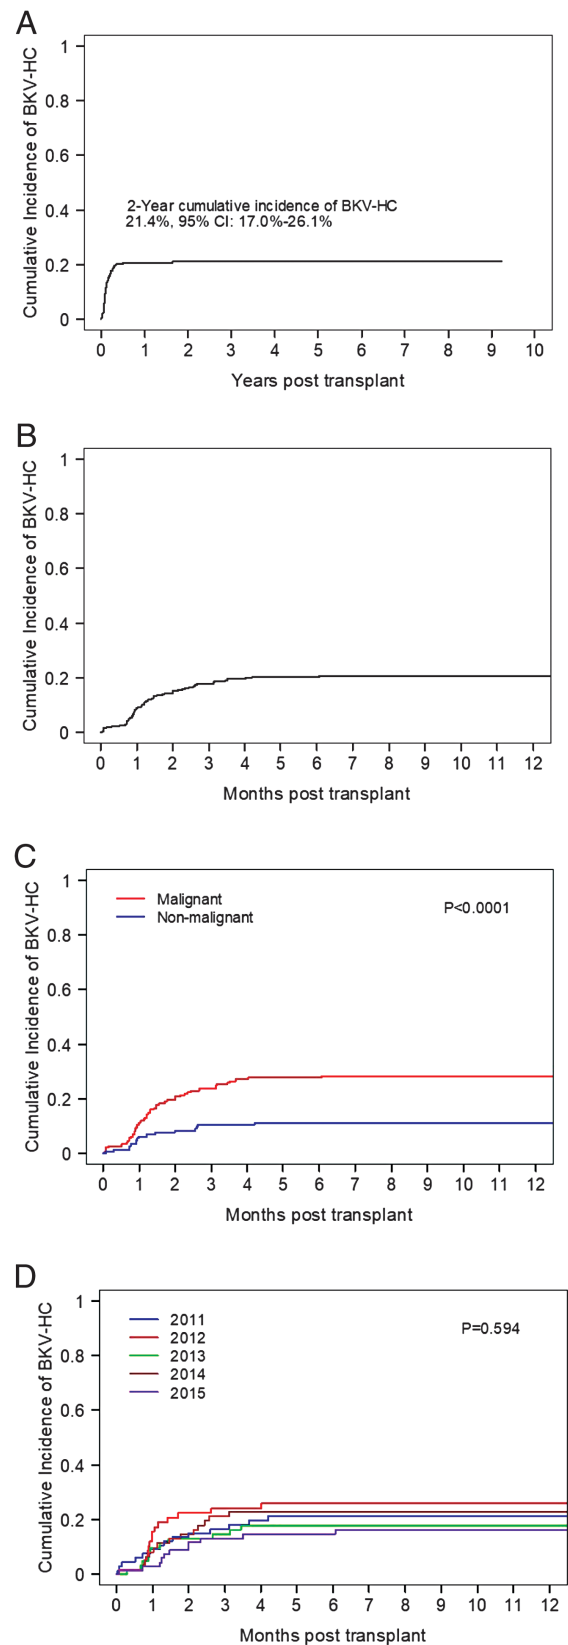 A
Cumulative Incidence of BKV-HC
1
0.8
0.6
0.4
0.2
0
2-Year cumulative incidence of BKV-HC
21.4%, 95% CI: 17.0%-26.1%
0 1 2 3 4 5 6 7 8 9 10
Years post transplant
B
Cumulative Incidence of BKV-HC
1
0.8
0.6
0.4
0.2
0
0 1 2 3 4 5 6 7 8 9 10 11 12
Months post transplant
C
Cumulative Incidence of BKV-HC
1
0.8
0.6
0.4
0.2
0
Malignant
Non-malignant
P<0.0001
0 1 2 3 4 5 6 7 8 9 10 11 12
Months post transplant
D
Cumulative Incidence of BKV-HC
1
0.8
0.6
0.4
0.2
0
2011
2012
2013
2014
2015
P=0.594
0 1 2 3 4 5 6 7 8 9 10 11 12
Months post transplant